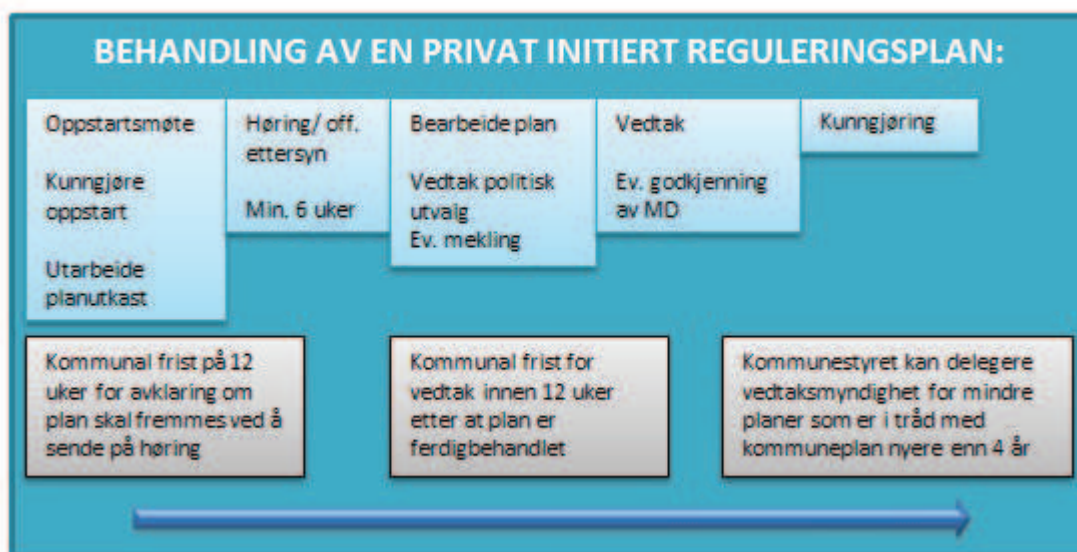 BEHANDLING AV EN PRIVAT INITIERT REGULERINGSPLAN:
Oppstartsmøte
Kunngjøre
oppstart
Utarbeide
planutkast
Høring/ off.
ettersyn
Min. 6 uker
Bearbeide plan
Vedtak politisk
utvalg
Ev. mekling
Vedtak
Ev. godkjenning
av MD
Kunngjøring
Kommunal frist på 12
uker for avklaring om
plan skal fremmes ved å
sende på høring
Kommunal frist for
vedtak innen 12 uker
etter at plan er
ferdigbehandlet
Kommunestyret kan delegere
vedtaksmyndighet for mindre
planer som er i tråd med
kommuneplan nyere enn 4 år